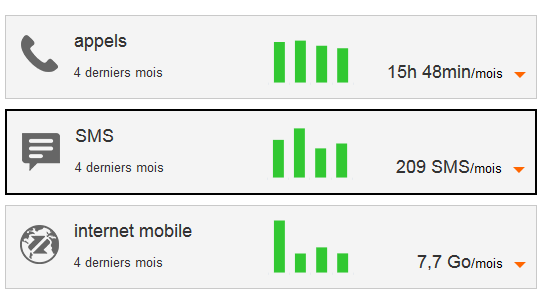 appels
4 derniers mois
15h 48min/mois
SMS
4 derniers mois
209 SMS/mois
internet mobile
4 derniers mois
7,7 Go/mois